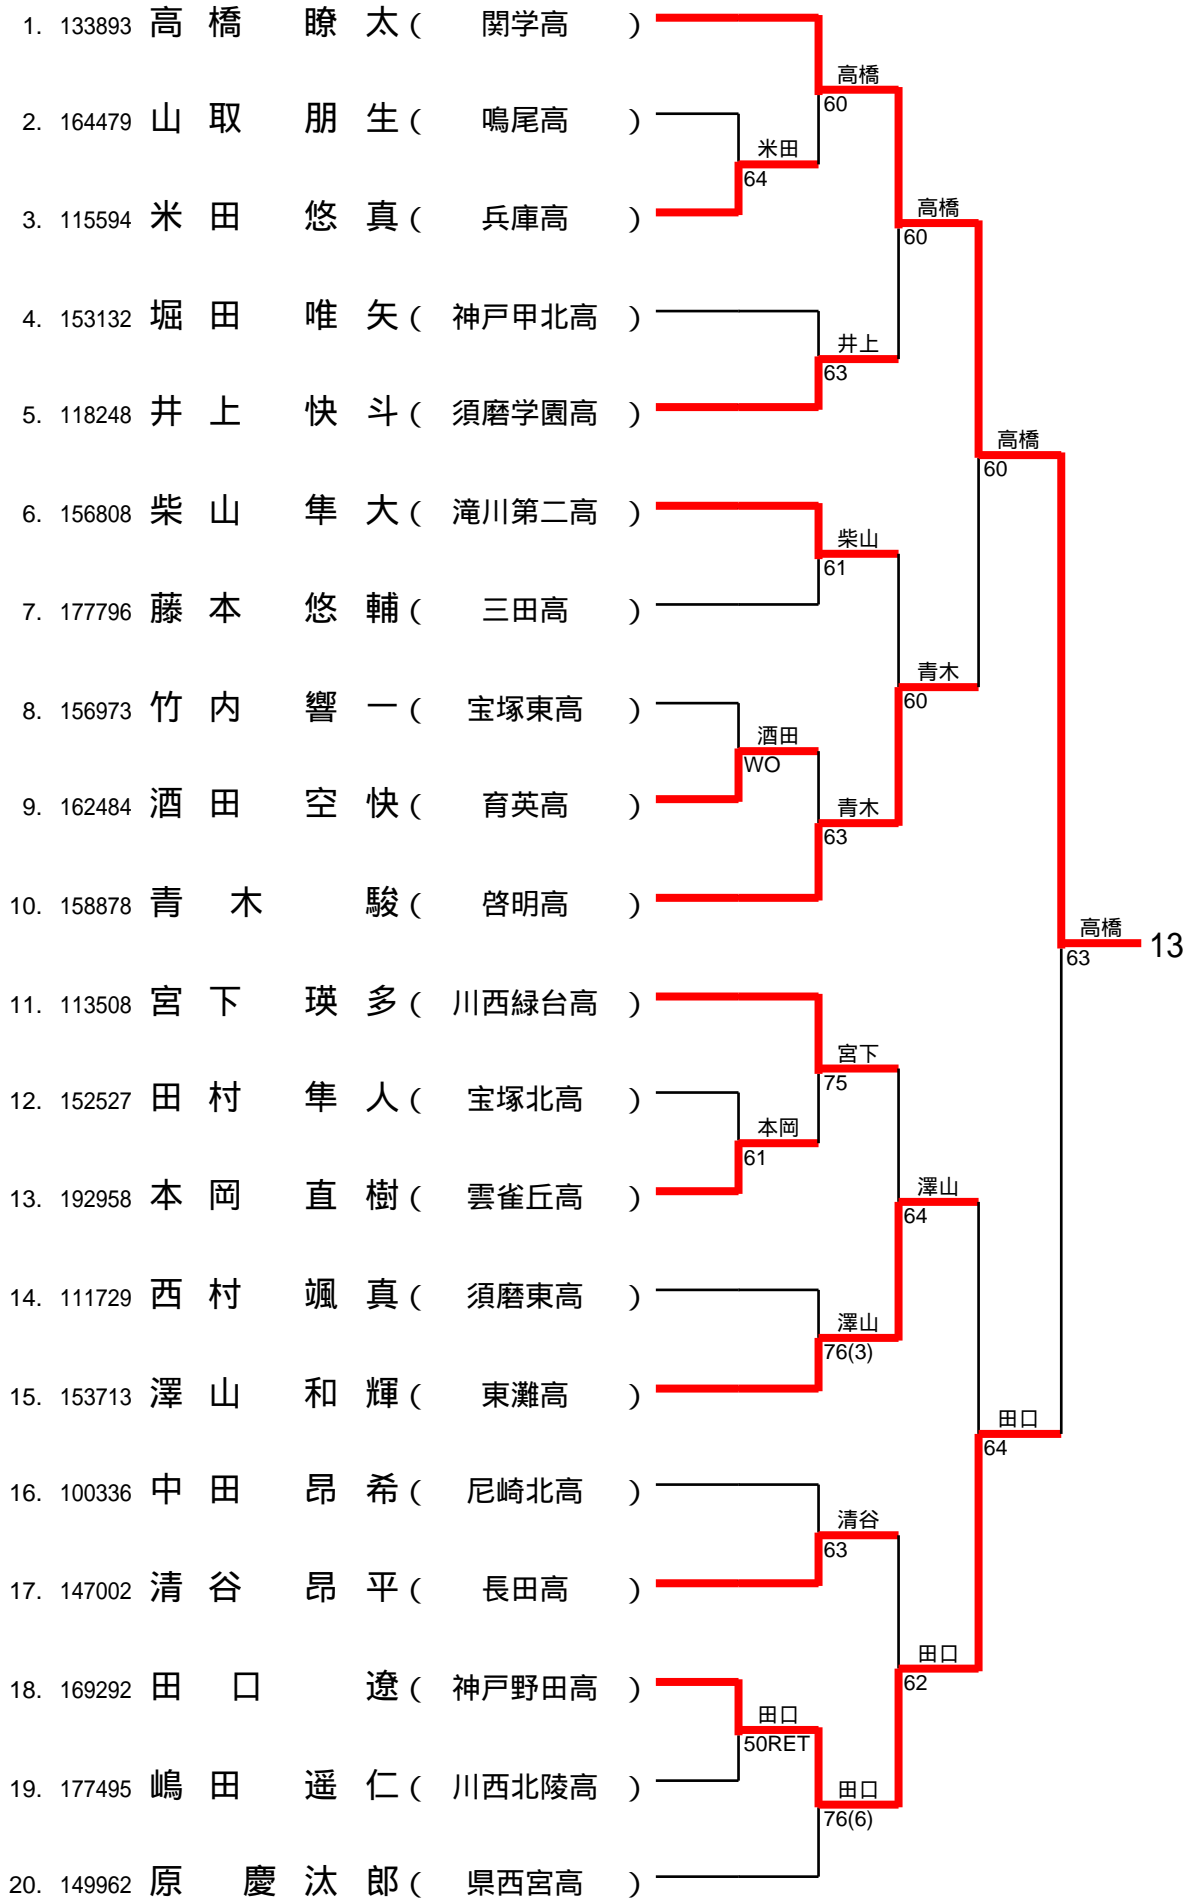 1. 133893 高橋 瞭太 ( 関学高 )
高橋
60
2. 164479 山取 朋生 ( 鳴尾高 )
米田
64
3. 115594 米田 悠真 ( 兵庫高 )
高橋
60
4. 153132 堀田 唯矢 ( 神戸甲北高 )
井上
63
5. 118248 井上 快斗 ( 須磨学園高 )
高橋
60
6. 156808 柴山 隼大 ( 滝川第二高 )
柴山
61
7. 177796 藤本 悠輔 ( 三田高 )
青木
60
8. 156973 竹内 響一 ( 宝塚東高 )
酒田
WO
9. 162484 酒田 空快 ( 育英高 )
青木
63
10. 158878 青木 駿 ( 啓明高 )
高橋 13
63
11. 113508 宮下 瑛多 ( 川西緑台高 )
宮下
75
12. 152527 田村 隼人 ( 宝塚北高 )
本岡
61
13. 192958 本岡 直樹 ( 雲雀丘高 )
澤山
64
14. 111729 西村 颯真 ( 須磨東高 )
澤山
76(3)
15. 153713 澤山 和輝 ( 東灘高 )
田口
64
16. 100336 中田 昂希 ( 尼崎北高 )
清谷
63
17. 147002 清谷 昂平 ( 長田高 )
田口
62
18. 169292 田口 遼 ( 神戸野田高 )
田口
50RET
19. 177495 嶋田 遥仁 ( 川西北陵高 )
田口
76(6)
20. 149962 原 慶汰郎 ( 県西宮高 )